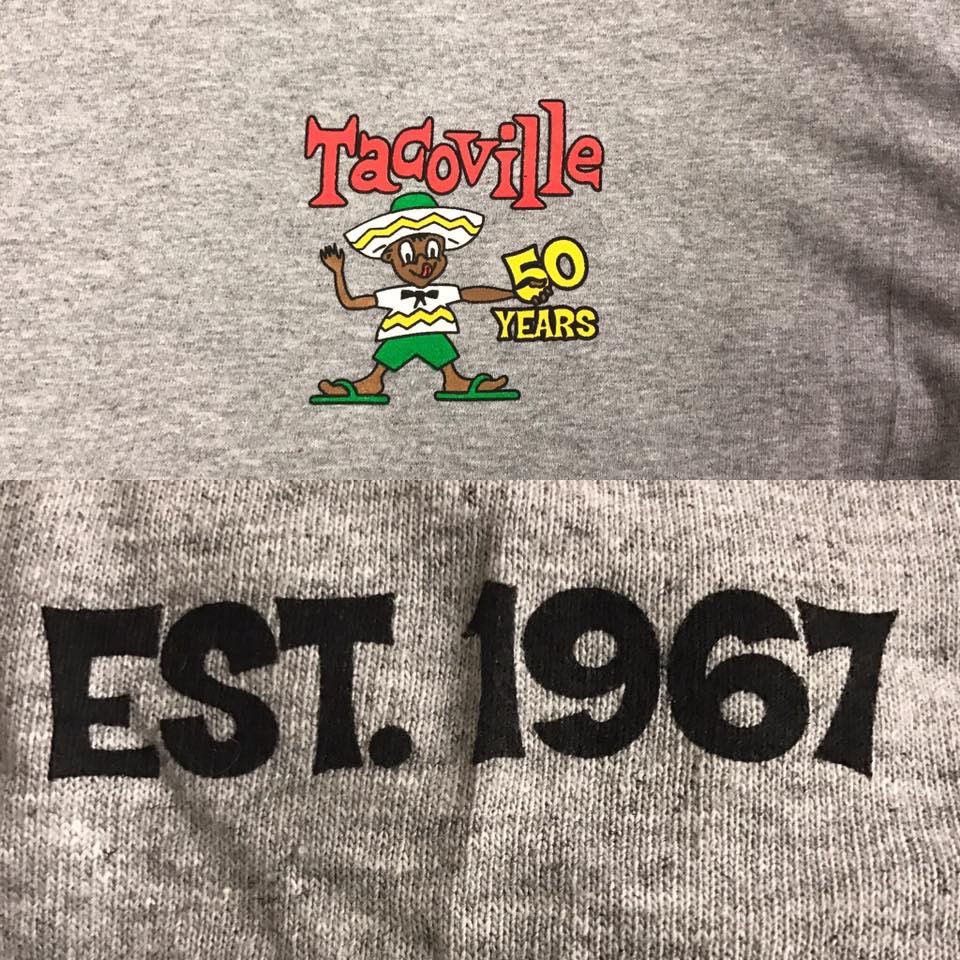 Tacoville
50
YEARS
EST. 1967